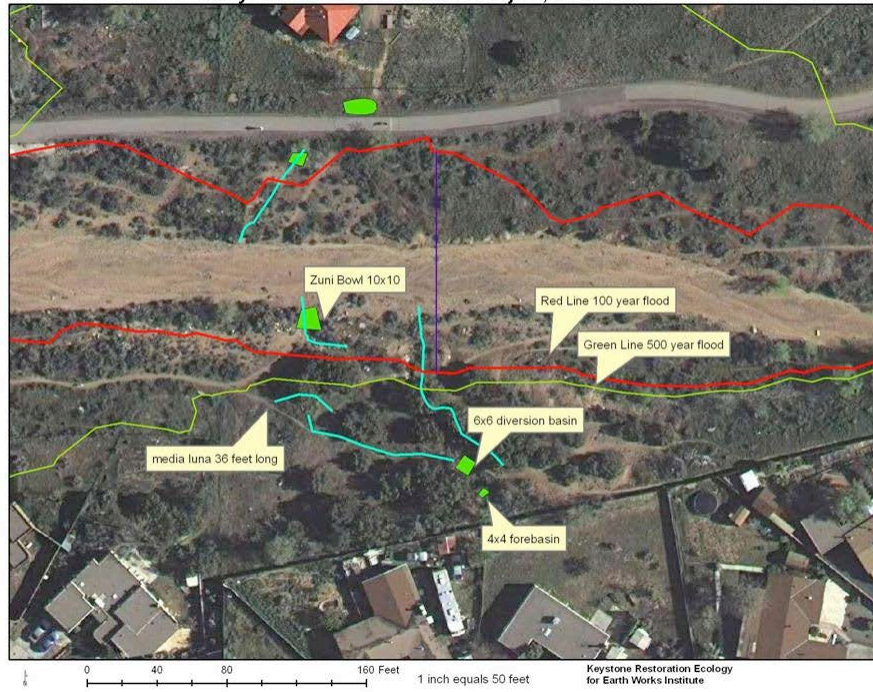 Zuni Bowl 10x10
Red Line 100 year flood
Green Line 500 year flood
6x6 diversion basin
media luna 36 feet long
4x4 forebasin
0 40 80 160 Feet
1 inch equals 50 feet
Keystone Restoration Ecology
for Earth Works Institute